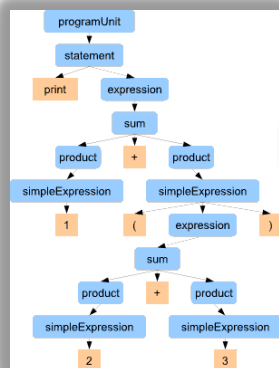 programUnit
statement
print expression
sum
product + product
simpleExpression simpleExpression
1 ( expression )
sum
product + product
simpleExpression simpleExpression
2 3